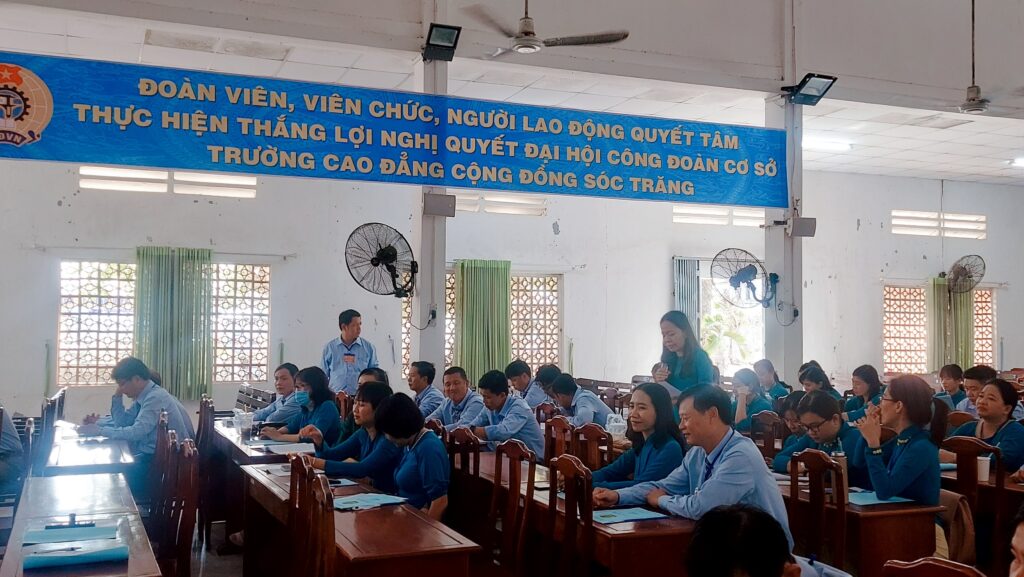 ĐOÀN VIÊN, VIÊN CHỨC, NGƯỜI LAO ĐỘNG QUYẾT TÂM
THỰC HIỆN THẮNG LỢI NGHỊ QUYẾT ĐẠI HỘI CÔNG ĐOÀN CƠ SỞ
TRƯỜNG CAO ĐẲNG CỘNG ĐỒNG SÓC TRĂNG